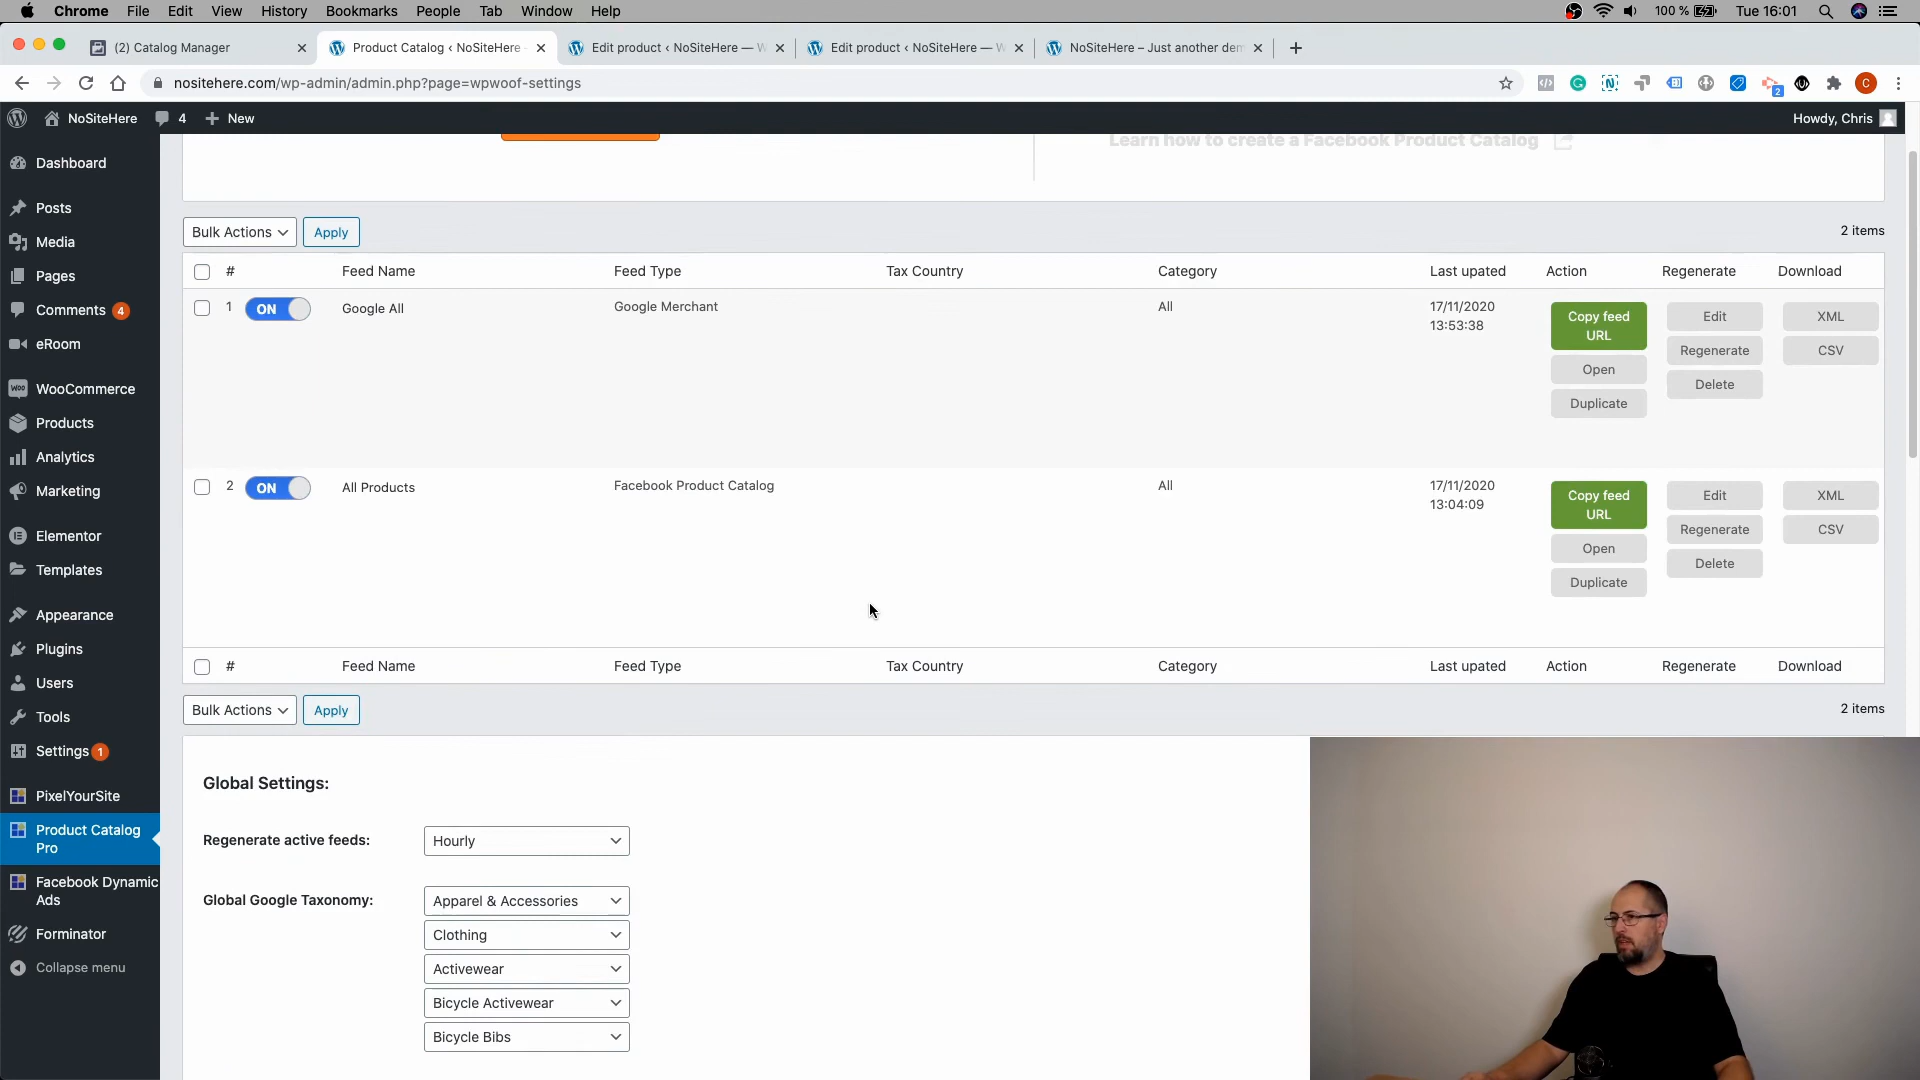 Chrome File Edit View History Bookmarks People Tab Window Help
100 % Tue 16:01
(2) Catalog Manager
Product Catalog ‹ NoSiteHere -
Edit product ‹ NoSiteHere — W
Edit product ‹ NoSiteHere — W
NoSiteHere – Just another dem
nositehere.com/wp-admin/admin.php?page=wpwoof-settings
2
C
NoSiteHere 4 New
Howdy, Chris
Dashboard
Posts
Media
Pages
Comments 4
eRoom
WooCommerce
Products
Analytics
Marketing
Elementor
Templates
Appearance
Plugins
Users
Tools
Settings 1
PixelYourSite
Product Catalog
Pro
Facebook Dynamic
Ads
Forminator
Collapse menu
Learn how to create a Facebook Product Catalog
Bulk Actions Apply 2 items
# Feed Name Feed Type Tax Country Category Last upated Action Regenerate Download
1 ON Google All Google Merchant All 17/11/2020
13:53:38
Copy feed
URL
Open
Duplicate
Edit
Regenerate
Delete
XML
CSV
2 ON All Products Facebook Product Catalog All 17/11/2020
13:04:09
Copy feed
URL
Open
Duplicate
Edit
Regenerate
Delete
XML
CSV
# Feed Name Feed Type Tax Country Category Last upated Action Regenerate Download
Bulk Actions Apply 2 items
Global Settings:
Regenerate active feeds: Hourly
Global Google Taxonomy: Apparel & Accessories
Clothing
Activewear
Bicycle Activewear
Bicycle Bibs